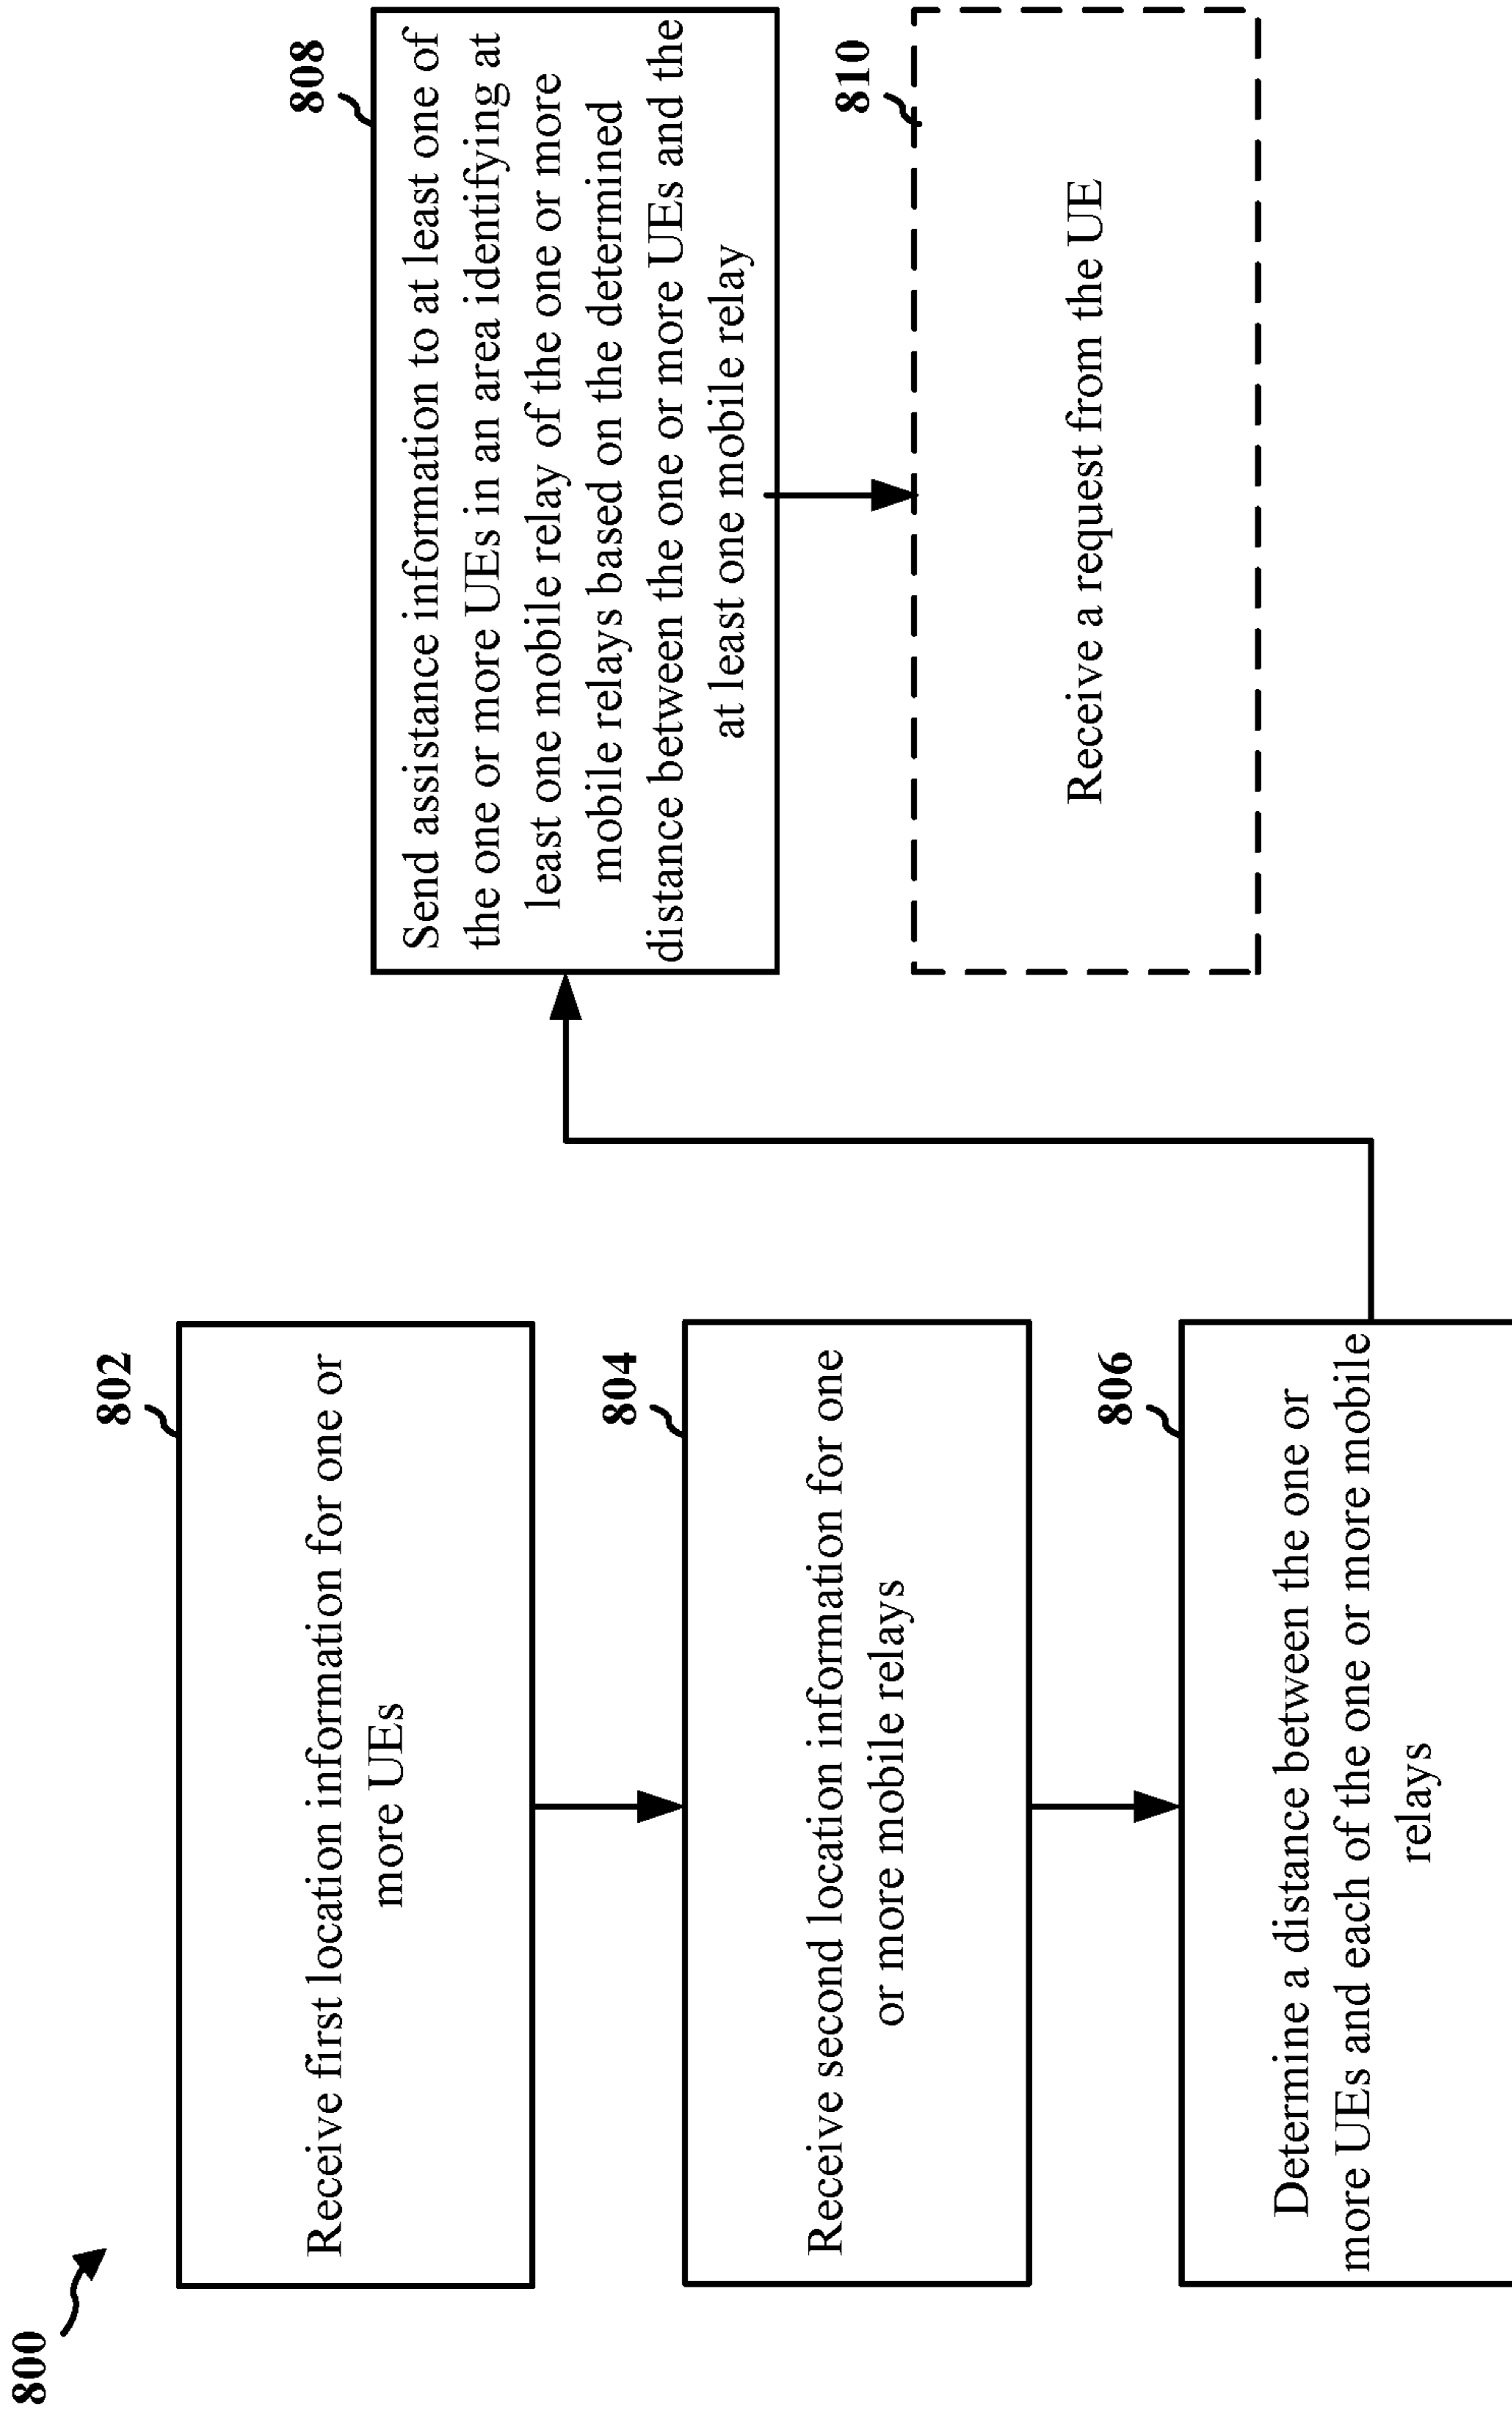 800
802
Receive first location information for one or
more UEs
804
Receive second location information for one
or more mobile relays
806
Determine a distance between the one or
more UEs and each of the one or more mobile
relays
808
Send assistance information to at least one of
the one or more UEs in an area identifying at
least one mobile relay of the one or more
mobile relays based on the determined
distance between the one or more UEs and the
at least one mobile relay
810
Receive a request from the UE